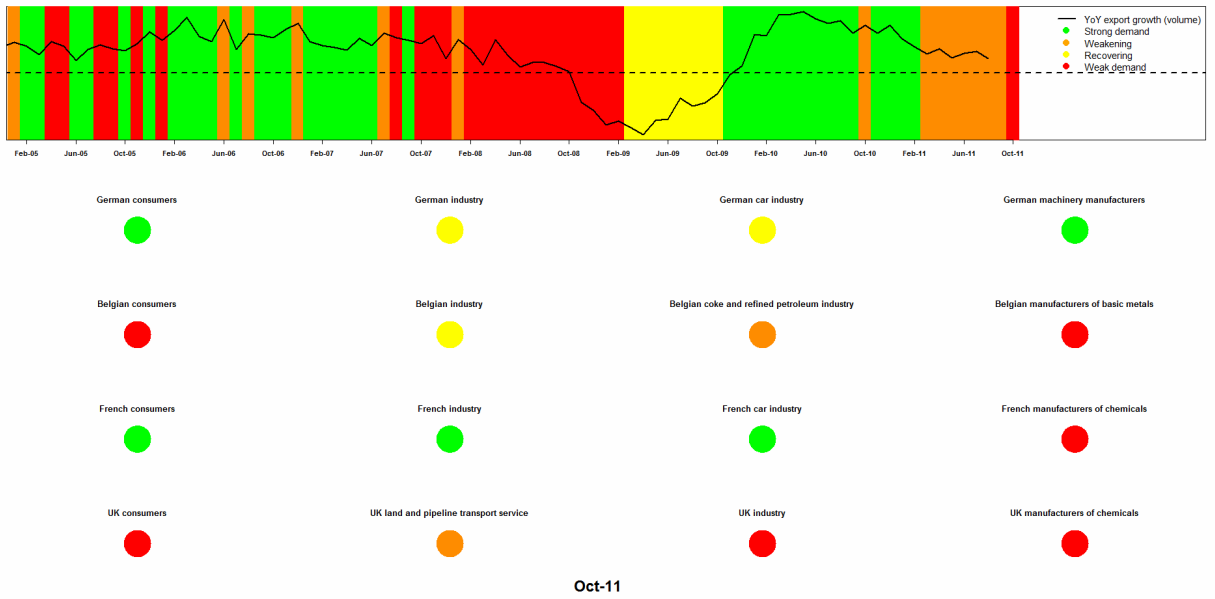 YoY export growth (volume)
Strong demand
Weakening
Recovering
Weak demand
Feb-05 Jun-05 Oct-05 Feb-06 Jun-06 Oct-06 Feb-07 Jun-07 Oct-07 Feb-08 Jun-08 Oct-08 Feb-09 Jun-09 Oct-09 Feb-10 Jun-10 Oct-10 Feb-11 Jun-11 Oct-11
German consumers German industry German car industry German machinery manufacturers
Belgian consumers Belgian industry Belgian coke and refined petroleum industry Belgian manufacturers of basic metals
French consumers French industry French car industry French manufacturers of chemicals
UK consumers UK land and pipeline transport service UK industry UK manufacturers of chemicals
Oct-11